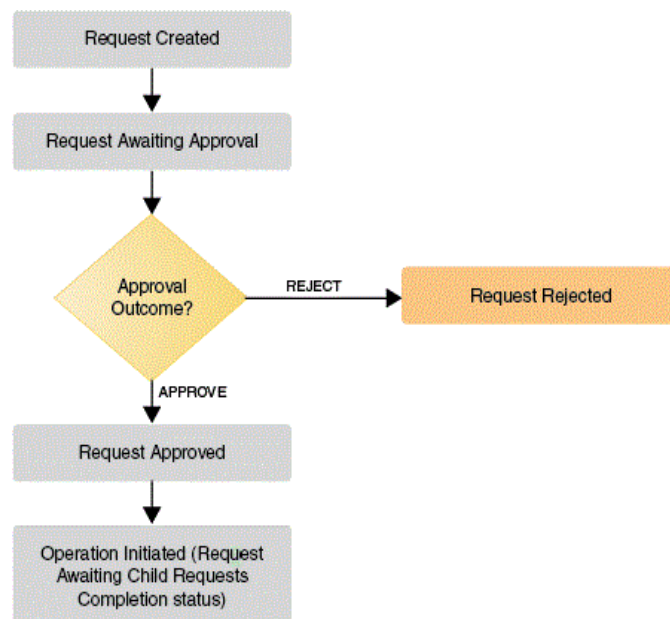 Request Created
Request Awaiting Approval
Approval
Outcome?
REJECT
Request Rejected
APPROVE
Request Approved
Operation Initiated (Request
Awaiting Child Requests
Completion status)